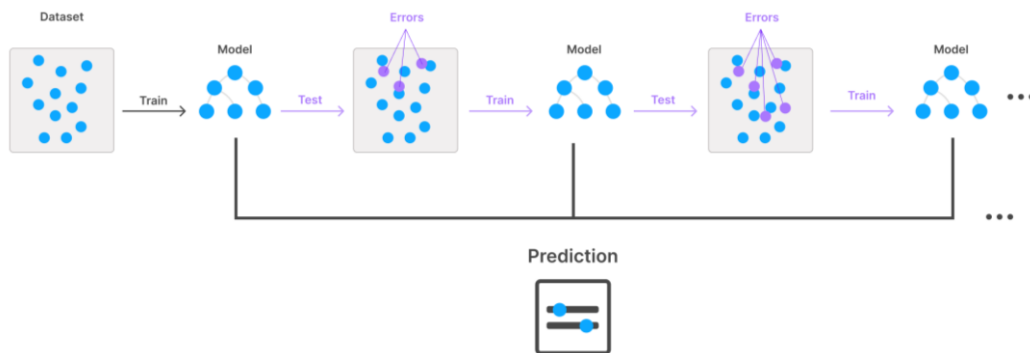 Dataset
Errors
Errors
Model
Model
Model
Train
Test
Train
Test
Train
Prediction